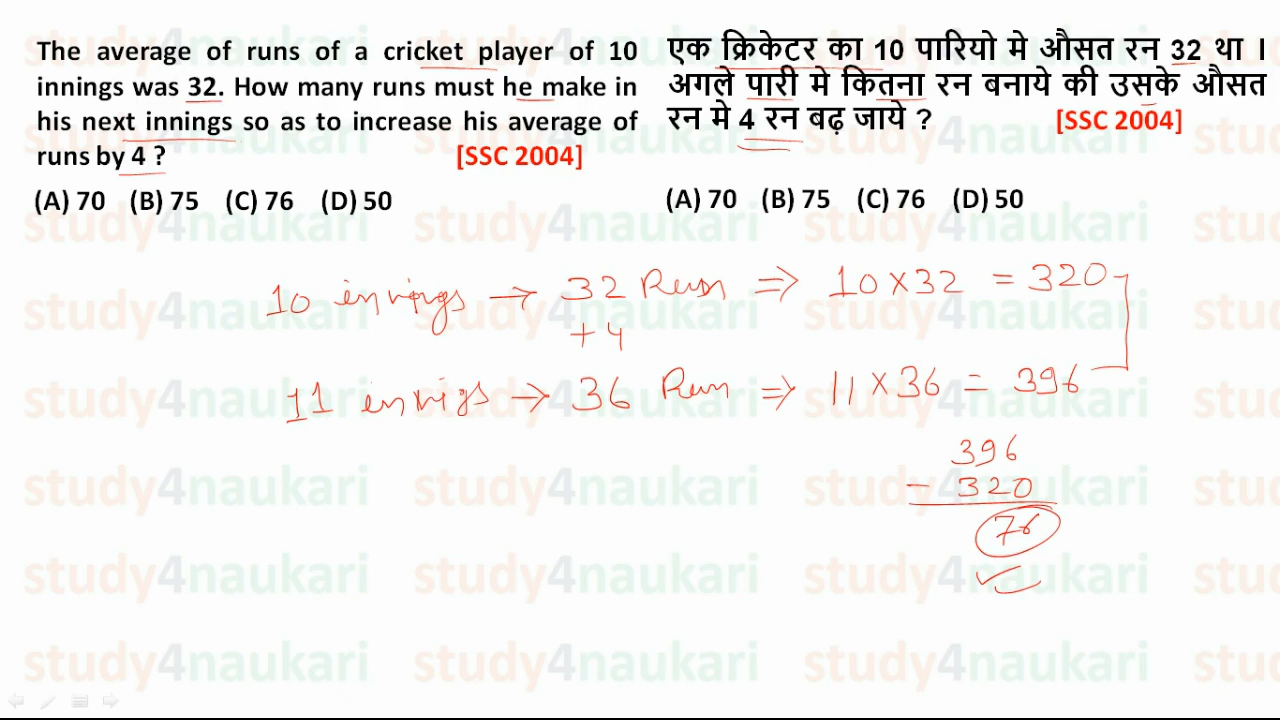 The average of runs of a cricket player of 10
innings was 32. How many runs must he make in
his next innings so as to increase his average of
runs by 4 ? [SSC 2004]
(A) 70 (B) 75 (C) 76 (D) 50
एक क्रिकेटर का 10 पारियो मे औसत रन 32 था ।
अगले पारी मे कितना रन बनाये की उसके औसत
रन मे 4 रन बढ़ जाये ? [SSC 2004]
(A) 70 (B) 75 (C) 76 (D) 50
10 innings → 32 Run ⇒ 10 × 32 = 320
+ 4
11 innigs → 36 Run ⇒ 11 × 36 = 396
396
- 320
76
study4naukari